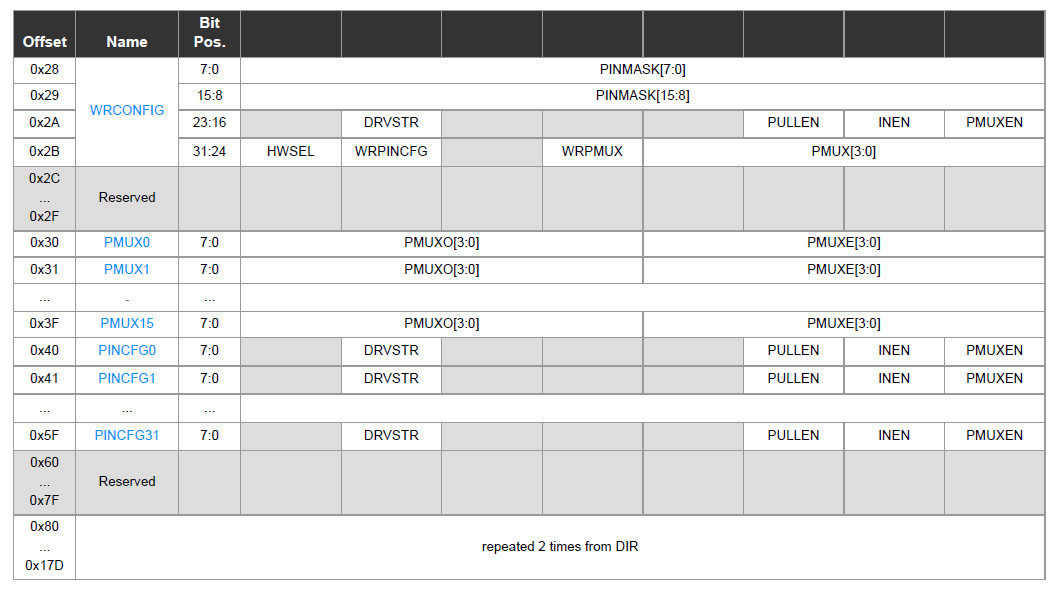 Offset Name Bit Pos.
0x28 WRCONFIG 7:0 PINMASK[7:0]
0x29 15:8 PINMASK[15:8]
0x2A 23:16 DRVSTR PULLEN INEN PMUXEN
0x2B 31:24 HWSEL WRPINCFG WRPMUX PMUX[3:0]
0x2C
... Reserved
0x2F
0x30 PMUX0 7:0 PMUXO[3:0] PMUXE[3:0]
0x31 PMUX1 7:0 PMUXO[3:0] PMUXE[3:0]
... - ...
0x3F PMUX15 7:0 PMUXO[3:0] PMUXE[3:0]
0x40 PINCFG0 7:0 DRVSTR PULLEN INEN PMUXEN
0x41 PINCFG1 7:0 DRVSTR PULLEN INEN PMUXEN
... ... ...
0x5F PINCFG31 7:0 DRVSTR PULLEN INEN PMUXEN
0x60
... Reserved
0x7F
0x80
... repeated 2 times from DIR
0x17D